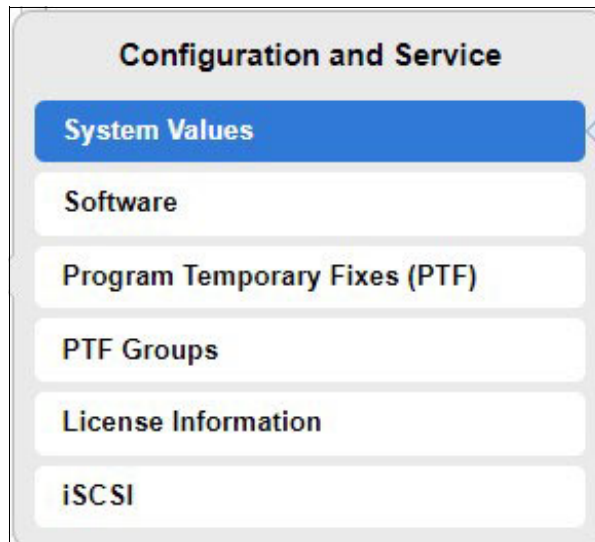 Configuration and Service
System Values
Software
Program Temporary Fixes (PTF)
PTF Groups
License Information
iSCSI